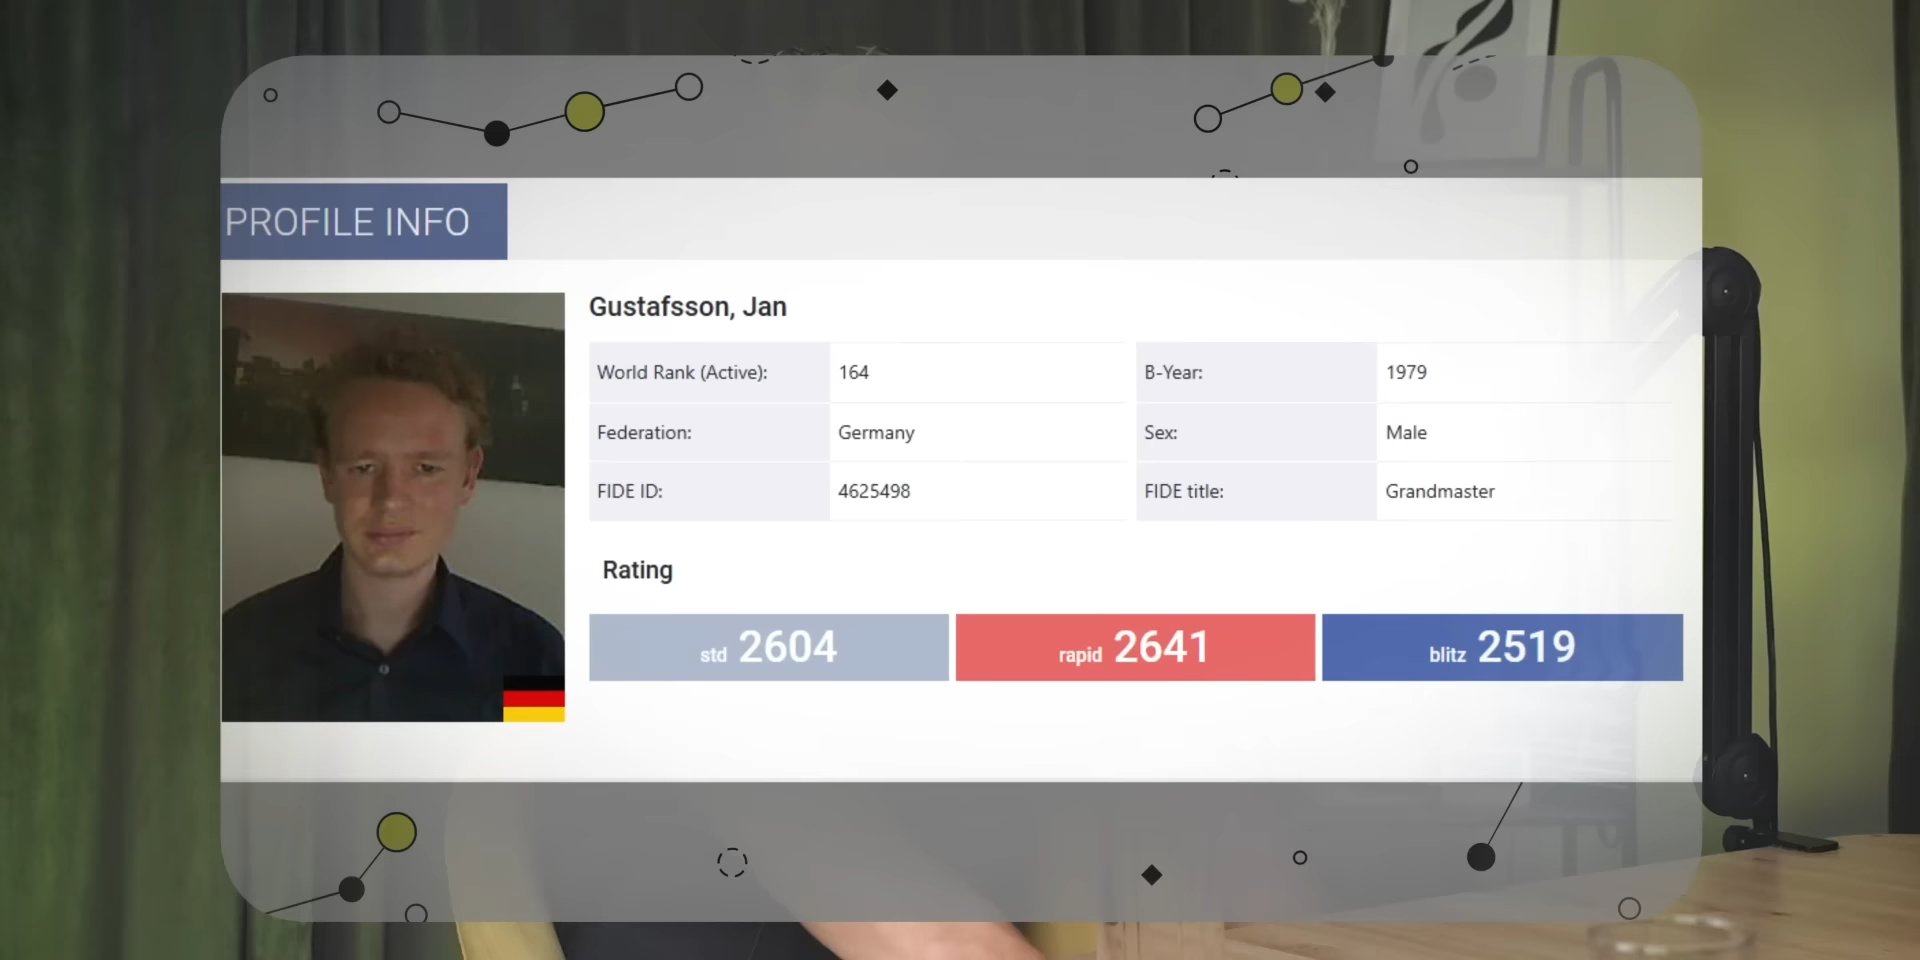 PROFILE INFO
Gustafsson, Jan
World Rank (Active): 164 B-Year: 1979
Federation: Germany Sex: Male
FIDE ID: 4625498 FIDE title: Grandmaster
Rating
std 2604 rapid 2641 blitz 2519